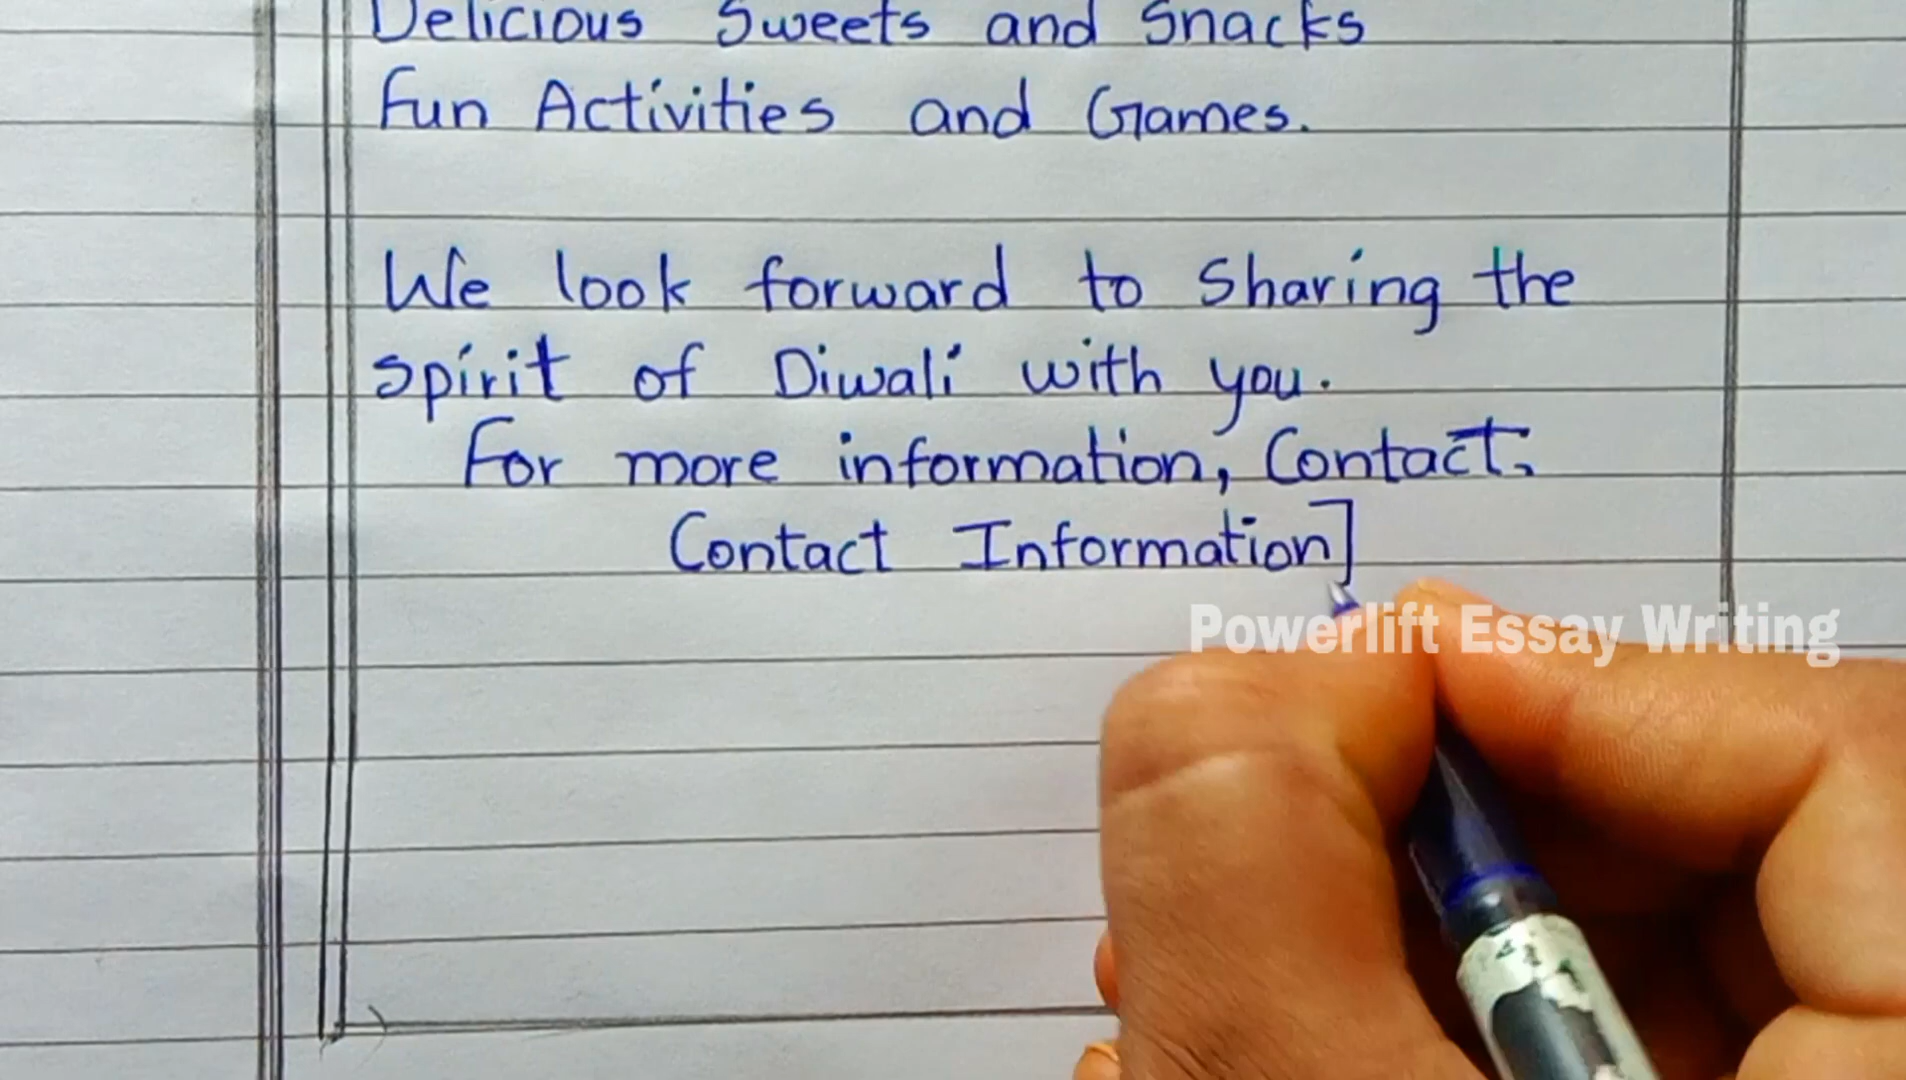 Delicious Sweets and Snacks
Fun Activities and Games.
We look forward to Sharing the
spirit of Diwali with you.
For more information, Contact:
Contact Information]
Powerlift Essay Writing